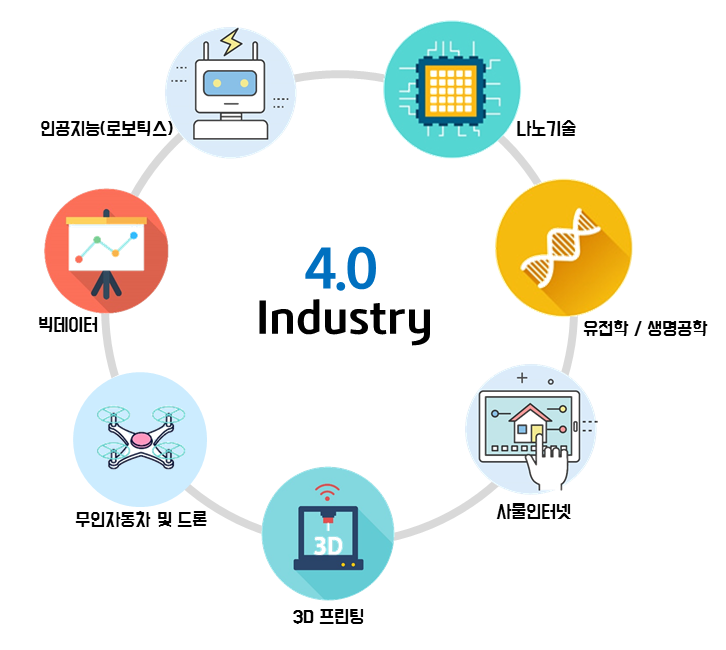 인공지능(로보틱스)
나노기술
4.0
Industry
빅데이터
유전학 / 생명공학
무인자동차 및 드론
사물인터넷
3D
3D 프린팅